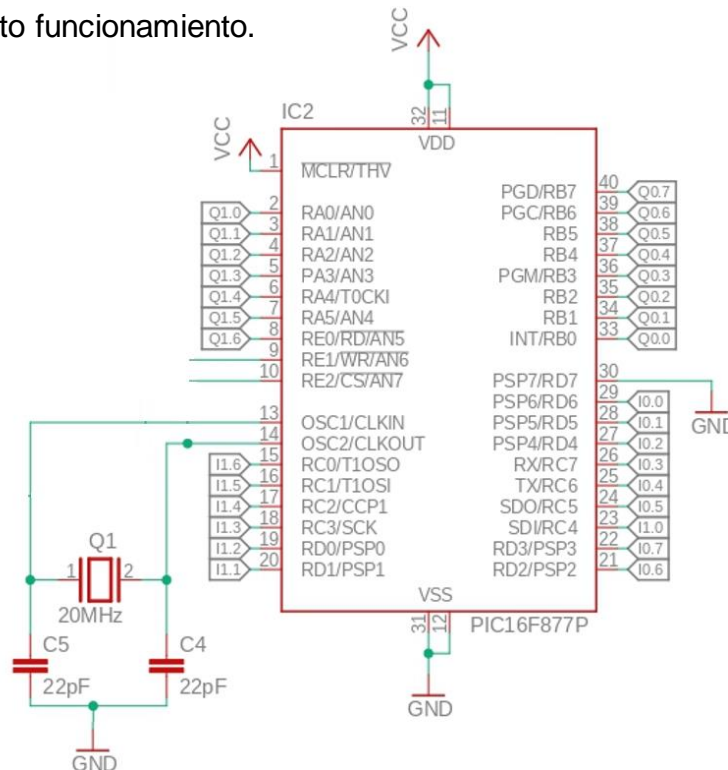 to funcionamiento.
VCC
IC2
32 11
VDD
VCC
1 MCLR/THV
Q1.0 2 RA0/AN0
Q1.1 3 RA1/AN1
Q1.2 4 RA2/AN2
Q1.3 5 PA3/AN3
Q1.4 6 RA4/T0CKI
Q1.5 7 RA5/AN4
Q1.6 8 RE0/RD/AN5
9 RE1/WR/AN6
10 RE2/CS/AN7
13 OSC1/CLKIN
14 OSC2/CLKOUT
I1.6 15 RC0/T1OSO
I1.5 16 RC1/T1OSI
I1.4 17 RC2/CCP1
I1.3 18 RC3/SCK
I1.2 19 RD0/PSP0
I1.1 20 RD1/PSP1
PGD/RB7 40 Q0.7
PGC/RB6 39 Q0.6
RB5 38 Q0.5
RB4 37 Q0.4
PGM/RB3 36 Q0.3
RB2 35 Q0.2
RB1 34 Q0.1
INT/RB0 33 Q0.0
PSP7/RD7 30
GND
PSP6/RD6 29 I0.0
PSP5/RD5 28 I0.1
PSP4/RD4 27 I0.2
RX/RC7 26 I0.3
TX/RC6 25 I0.4
SDO/RC5 24 I0.5
SDI/RC4 23 I1.0
RD3/PSP3 22 I0.7
RD2/PSP2 21 I0.6
VSS
31 12
PIC16F877P
GND
Q1
1 2
20MHz
C5
22pF
C4
22pF
GND